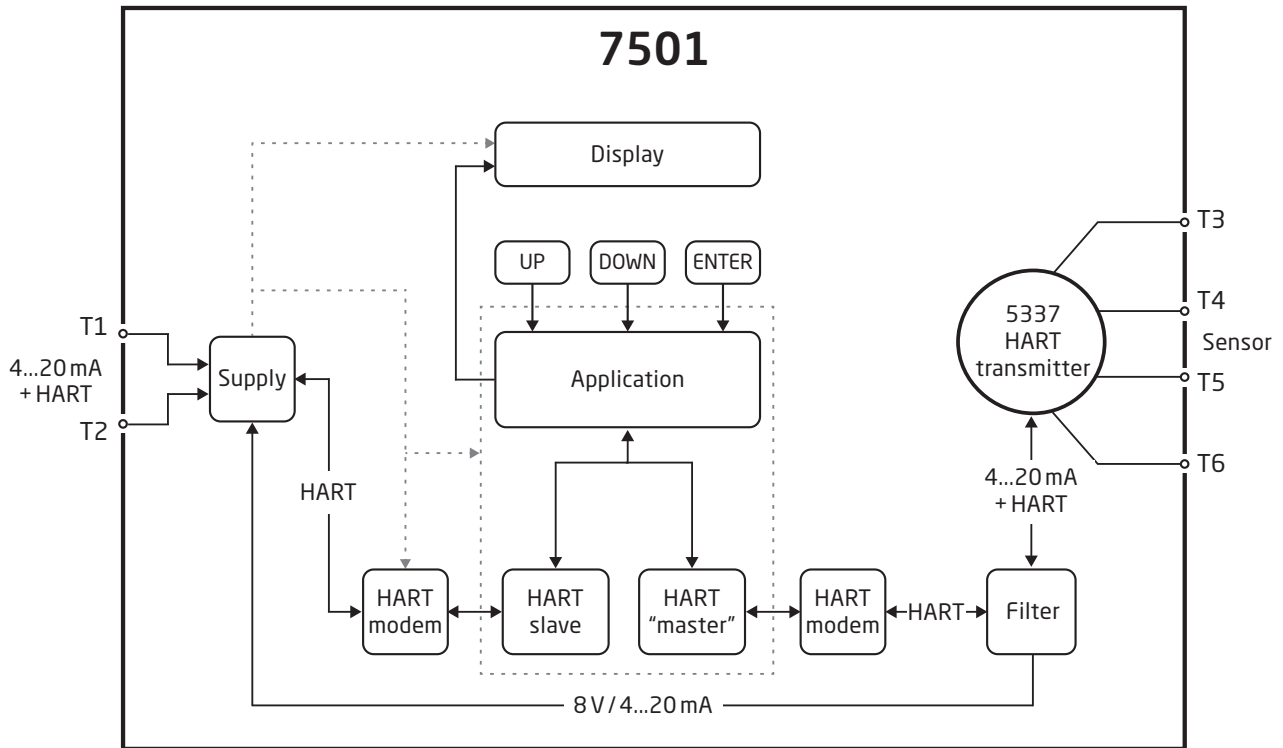 7501
Display
UP
DOWN
ENTER
T1
4...20 mA
+ HART
T2
Supply
Application
5337
HART
transmitter
T3
T4
Sensor
T5
T6
HART
4...20 mA
+ HART
HART
modem
HART
slave
HART
“master”
HART
modem
HART
Filter
8 V / 4...20 mA